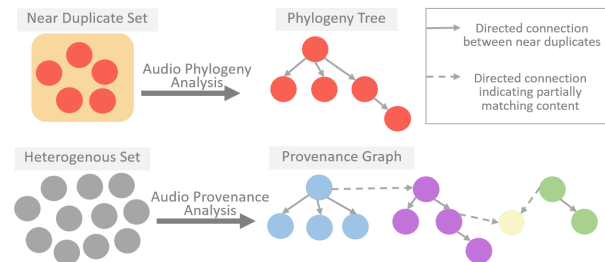 Near Duplicate Set
Audio Phylogeny
Analysis
Phylogeny Tree
Directed connection
between near duplicates
Directed connection
indicating partially
matching content
Heterogenous Set
Audio Provenance
Analysis
Provenance Graph